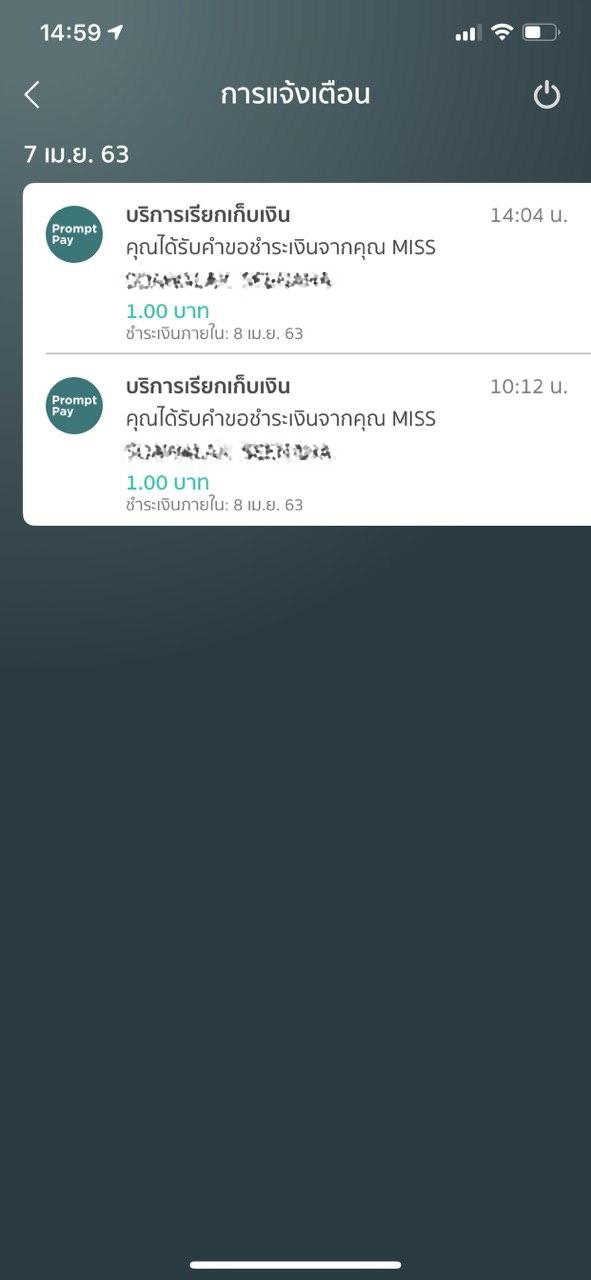 14:59
การแจ้งเตือน
7 เม.ย. 63
Prompt Pay
บริการเรียกเก็บเงิน 14:04 น.
คุณได้รับคำขอชำระเงินจากคุณ MISS
1.00 บาท
ชำระเงินภายใน: 8 เม.ย. 63
Prompt Pay
บริการเรียกเก็บเงิน 10:12 น.
คุณได้รับคำขอชำระเงินจากคุณ MISS
1.00 บาท
ชำระเงินภายใน: 8 เม.ย. 63